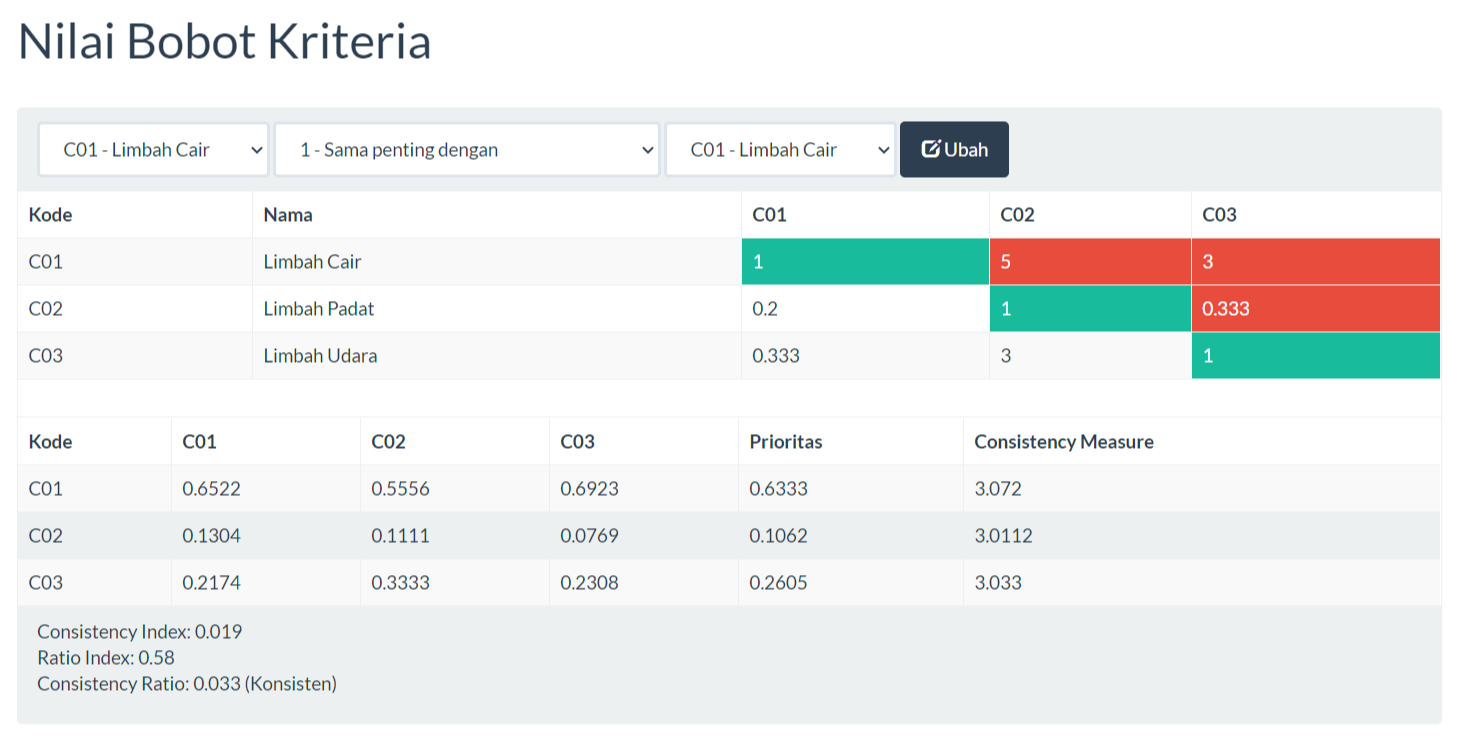 Nilai Bobot Kriteria
C01 - Limbah Cair 1 - Sama penting dengan C01 - Limbah Cair Ubah
Kode Nama C01 C02 C03
C01 Limbah Cair 1 5 3
C02 Limbah Padat 0.2 1 0.333
C03 Limbah Udara 0.333 3 1
Kode C01 C02 C03 Prioritas Consistency Measure
C01 0.6522 0.5556 0.6923 0.6333 3.072
C02 0.1304 0.1111 0.0769 0.1062 3.0112
C03 0.2174 0.3333 0.2308 0.2605 3.033
Consistency Index: 0.019
Ratio Index: 0.58
Consistency Ratio: 0.033 (Konsisten)